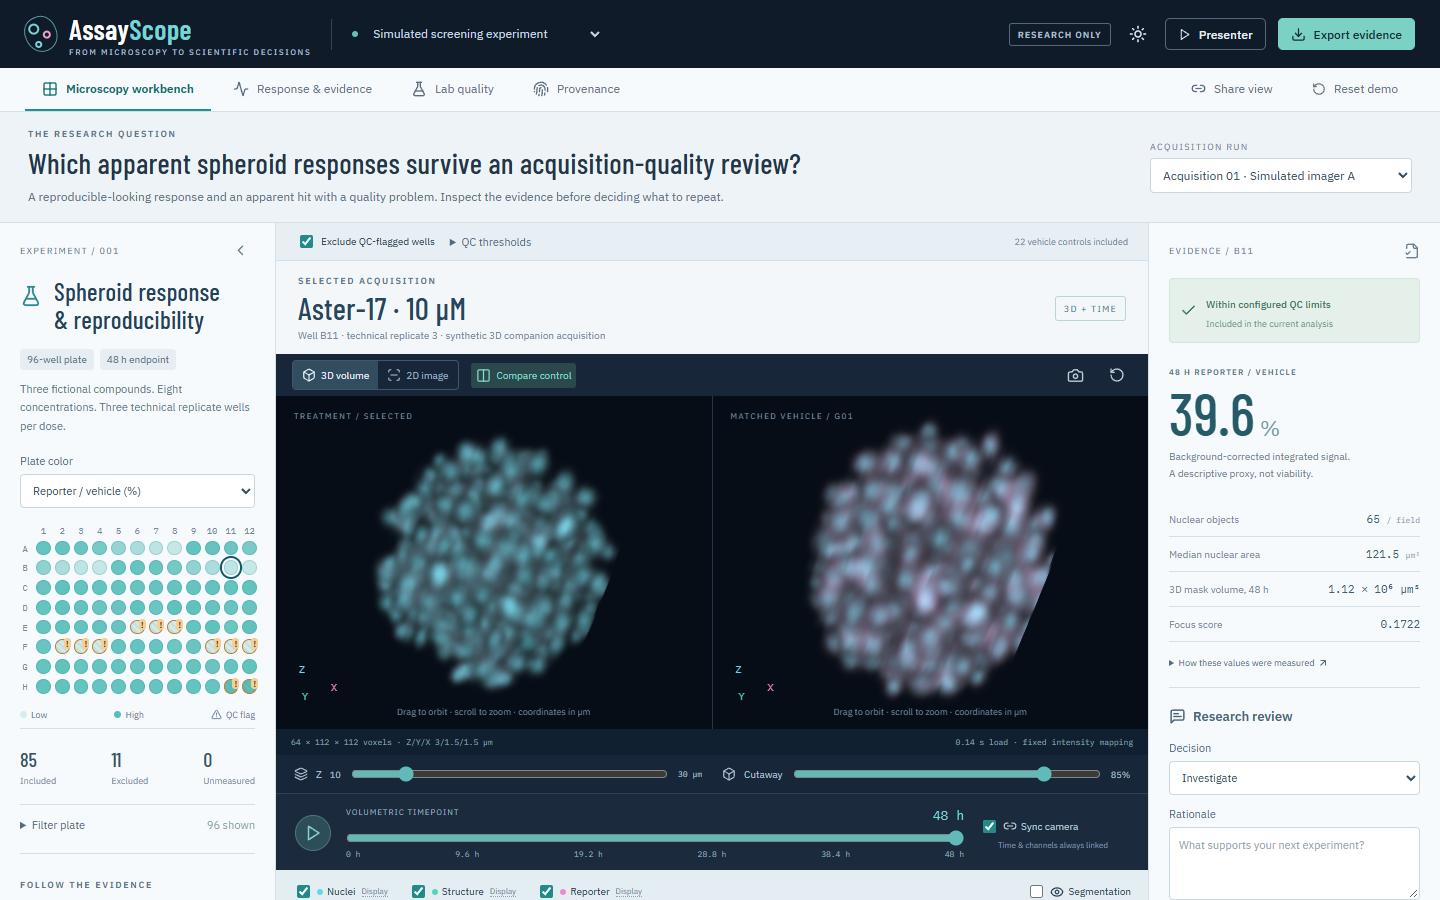 AssayScope
FROM MICROSCOPY TO SCIENTIFIC DECISIONS
Simulated screening experiment
RESEARCH ONLY
Presenter
Export evidence
Microscopy workbench
Response & evidence
Lab quality
Provenance
Share view
Reset demo
THE RESEARCH QUESTION
Which apparent spheroid responses survive an acquisition-quality review?
A reproducible-looking response and an apparent hit with a quality problem. Inspect the evidence before deciding what to repeat.
ACQUISITION RUN
Acquisition 01 · Simulated imager A
EXPERIMENT / 001
Spheroid response
& reproducibility
96-well plate
48 h endpoint
Three fictional compounds. Eight
concentrations. Three technical replicate wells
per dose.
Plate color
Reporter / vehicle (%)
1 2 3 4 5 6 7 8 9 10 11 12
A
B
C
D
E ! ! !
F ! ! ! ! ! !
G
H ! !
Low
High
QC flag
85
Included
11
Excluded
0
Unmeasured
Filter plate
96 shown
FOLLOW THE EVIDENCE
Exclude QC-flagged wells
QC thresholds
22 vehicle controls included
SELECTED ACQUISITION
Aster-17 · 10 µM
Well B11 · technical replicate 3 · synthetic 3D companion acquisition
3D + TIME
3D volume
2D image
Compare control
TREATMENT / SELECTED
Z
X
Y
Drag to orbit · scroll to zoom · coordinates in µm
MATCHED VEHICLE / G01
Z
X
Y
Drag to orbit · scroll to zoom · coordinates in µm
64 × 112 × 112 voxels · Z/Y/X 3/1.5/1.5 µm
0.14 s load · fixed intensity mapping
Z 10
30 µm
Cutaway
85%
VOLUMETRIC TIMEPOINT
48 h
0 h
9.6 h
19.2 h
28.8 h
38.4 h
48 h
Sync camera
Time & channels always linked
Nuclei Display
Structure Display
Reporter Display
Segmentation
EVIDENCE / B11
Within configured QC limits
Included in the current analysis
48 H REPORTER / VEHICLE
39.6 %
Background-corrected integrated signal.
A descriptive proxy, not viability.
Nuclear objects
65 / field
Median nuclear area
121.5 µm²
3D mask volume, 48 h
1.12 × 10⁶ µm³
Focus score
0.1722
How these values were measured
Research review
Decision
Investigate
Rationale
What supports your next experiment?